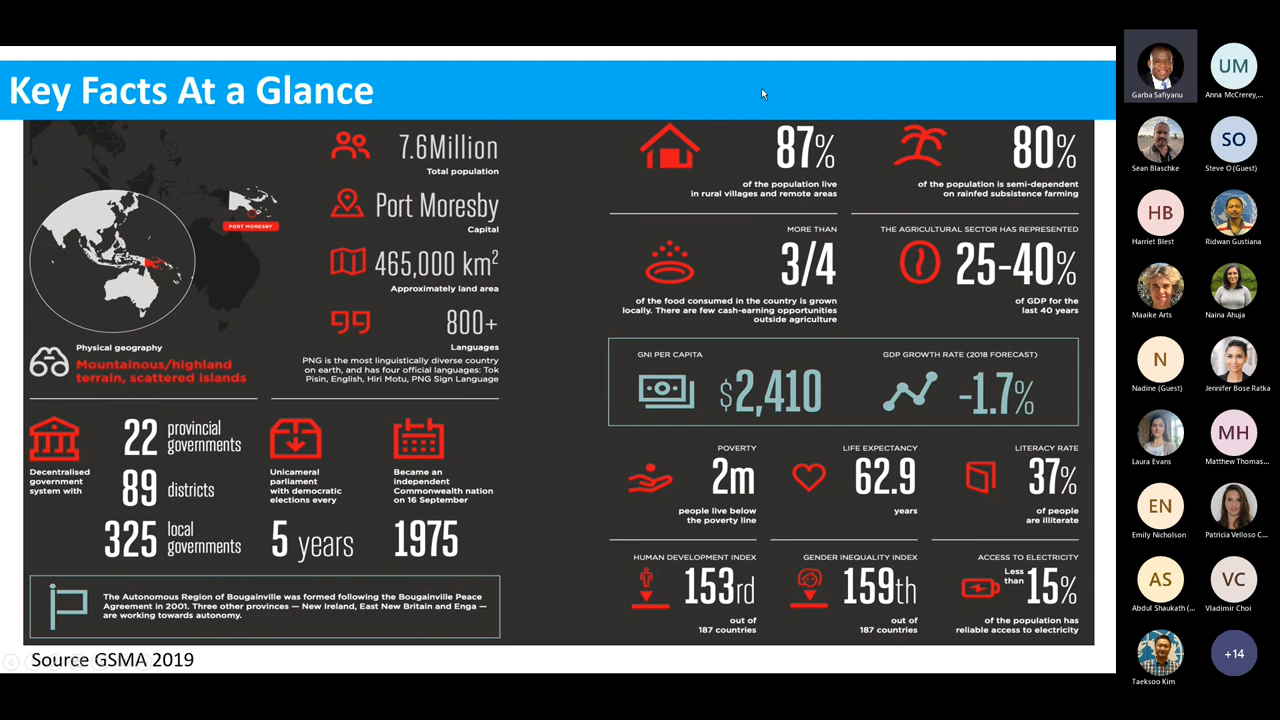 Key Facts At a Glance
PORT MORESBY
7.6Million
Total population
Port Moresby
Capital
465,000 km²
Approximately land area
800+
Languages
PNG is the most linguistically diverse country
on earth, and has four official languages: Tok
Pisin, English, Hiri Motu, PNG Sign Language
Physical geography
Mountainous/highland
terrain, scattered islands
Decentralised
government
system with
22 provincial
governments
89 districts
325 local
governments
Unicameral
parliament
with democratic
elections every
5 years
Became an
independent
Commonwealth nation
on 16 September
1975
The Autonomous Region of Bougainville was formed following the Bougainville Peace
Agreement in 2001. Three other provinces — New Ireland, East New Britain and Enga —
are working towards autonomy.
87%
of the population live
in rural villages and remote areas
80%
of the population is semi-dependent
on rainfed subsistence farming
MORE THAN
3/4
of the food consumed in the country is grown
locally. There are few cash-earning opportunities
outside agriculture
THE AGRICULTURAL SECTOR HAS REPRESENTED
25-40%
of GDP for the
last 40 years
GNI PER CAPITA
$2,410
GDP GROWTH RATE (2018 FORECAST)
-1.7%
POVERTY
2m
people live below
the poverty line
LIFE EXPECTANCY
62.9
years
LITERACY RATE
37%
of people
are illiterate
HUMAN DEVELOPMENT INDEX
153rd
out of
187 countries
GENDER INEQUALITY INDEX
159th
out of
187 countries
ACCESS TO ELECTRICITY
Less
than 15%
of the population has
reliable access to electricity
Source GSMA 2019
Garba Safiyanu
UM
Anna McCrerey,...
Sean Blaschke
SO
Steve O (Guest)
HB
Harriet Blest
Ridwan Gustiana
Maaike Arts
Naina Ahuja
N
Nadine (Guest)
Jennifer Bose Ratka
Laura Evans
MH
Matthew Thomas...
EN
Emily Nicholson
Patricia Velloso C...
AS
Abdul Shaukath (...
VC
Vladimir Choi
Taeksoo Kim
+14